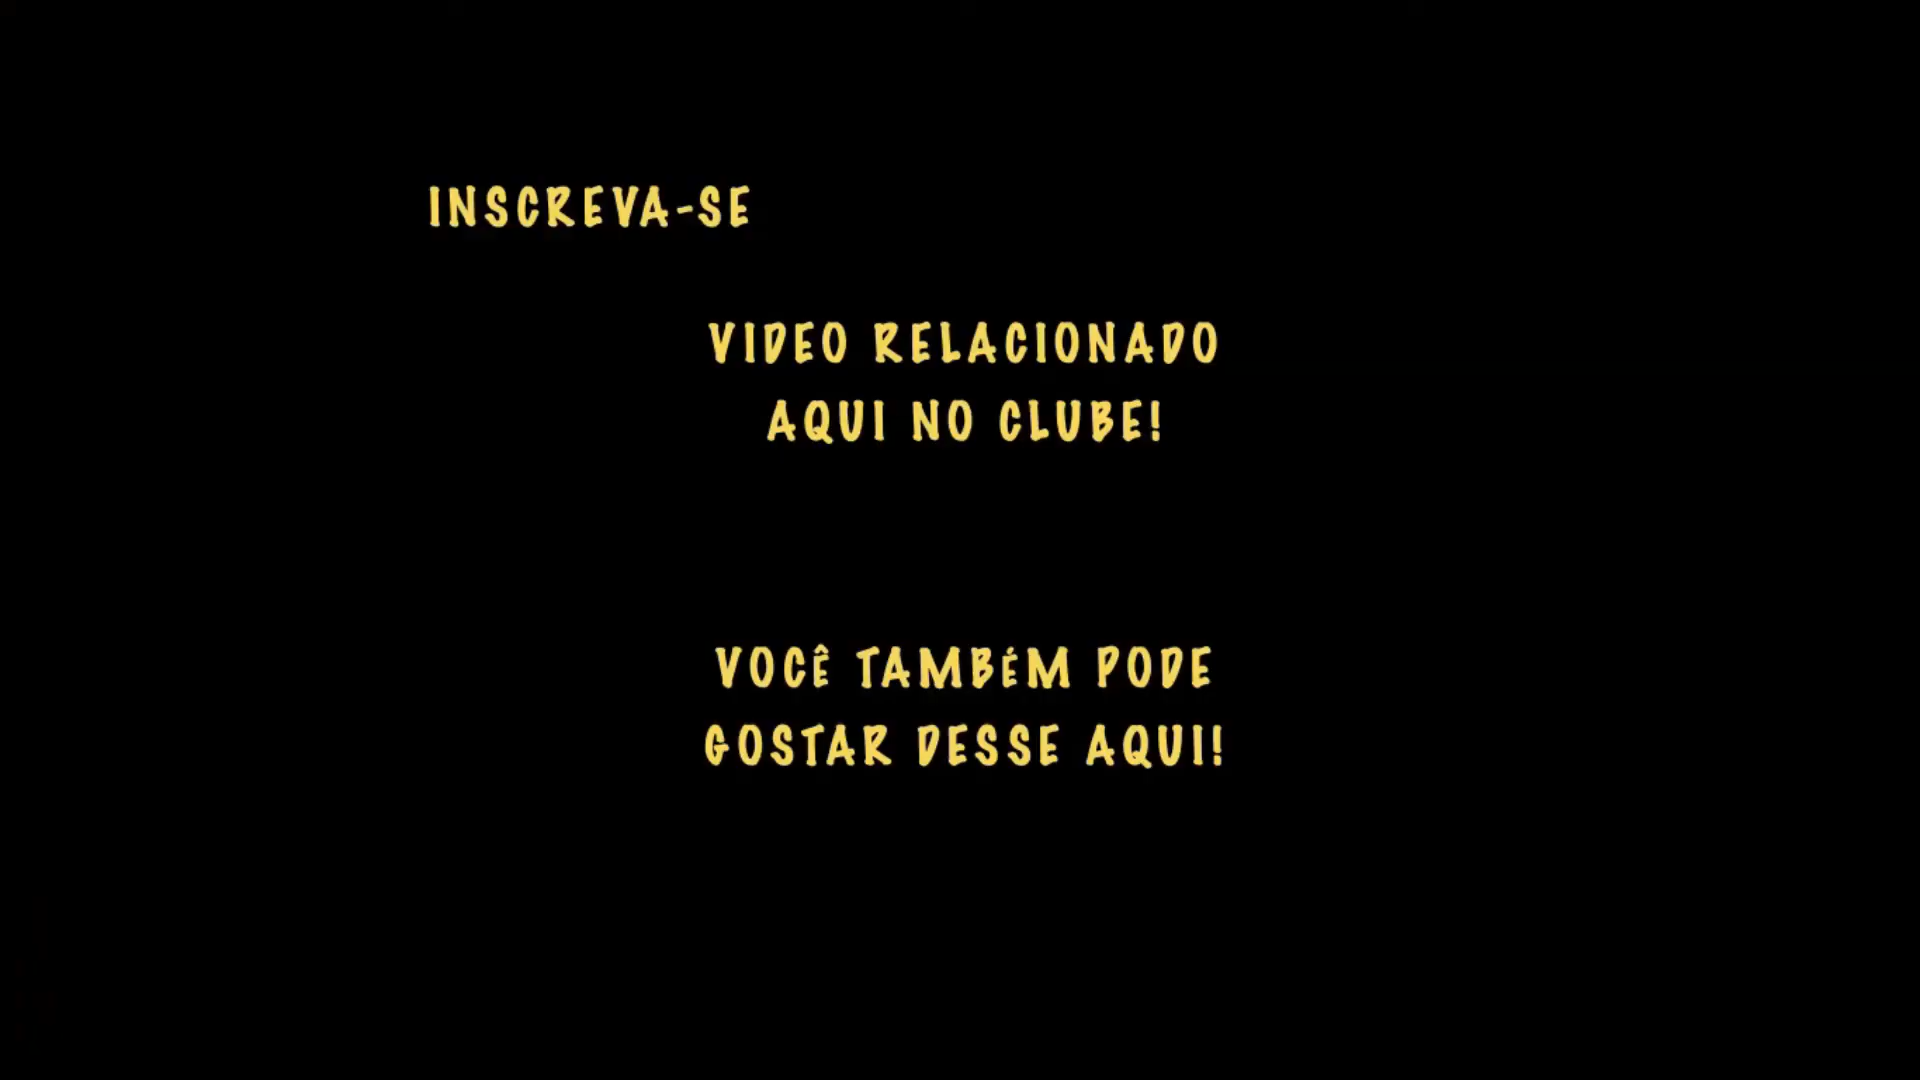 INSCREVA-SE
VIDEO RELACIONADO
AQUI NO CLUBE!
VOCÊ TAMBÉM PODE
GOSTAR DESSE AQUI!